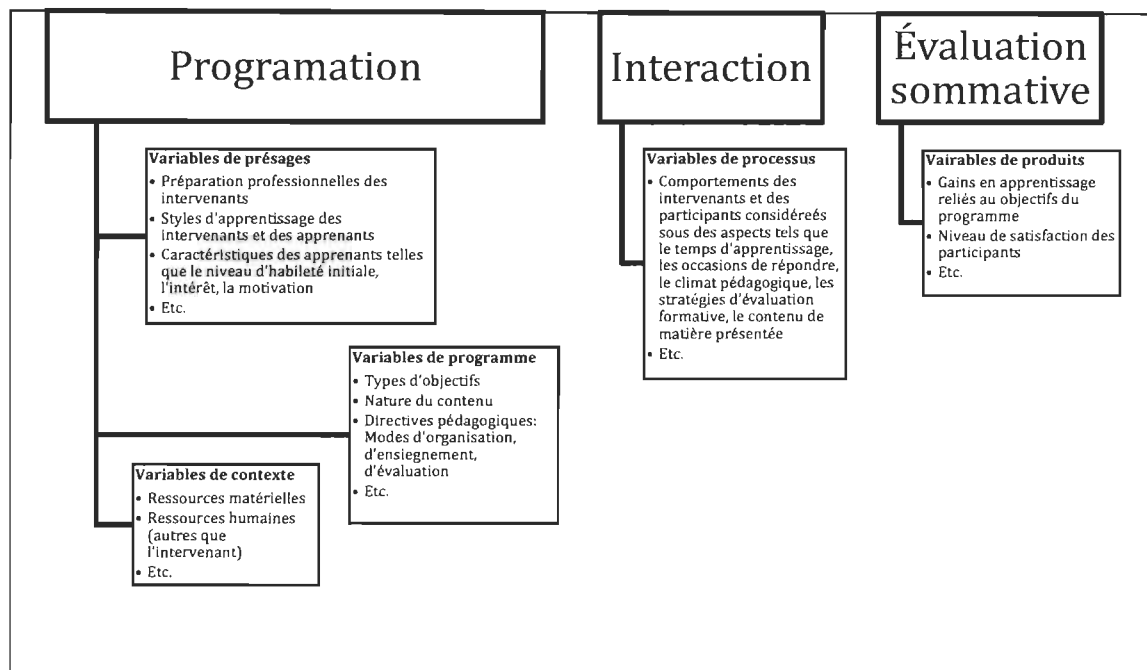 Programation
Variables de présages
• Préparation professionnelles des
intervenants
• Styles d'apprentissage des
intervenants et des apprenants
• Caractéristiques des apprenants telles
que le niveau d'habileté initiale,
l'intérêt, la motivation
• Etc.
Variables de programme
• Types d'objectifs
• Nature du contenu
• Directives pédagogiques:
Modes d'organisation,
d'ensiegnement,
d'évaluation
• Etc.
Variables de contexte
• Ressources matérielles
• Ressources humaines
(autres que
l'intervenant)
• Etc.
Interaction
Variables de processus
• Comportements des
intervenants et des
participants considéreés
sous des aspects tels que
le temps d'apprentissage,
les occasions de répondre,
le climat pédagogique, les
stratégies d'évaluation
formative, le contenu de
matière présentée
• Etc.
Évaluation
sommative
Vairables de produits
• Gains en apprentissage
reliés au objectifs du
programme
• Niveau de satisfaction des
participants
• Etc.